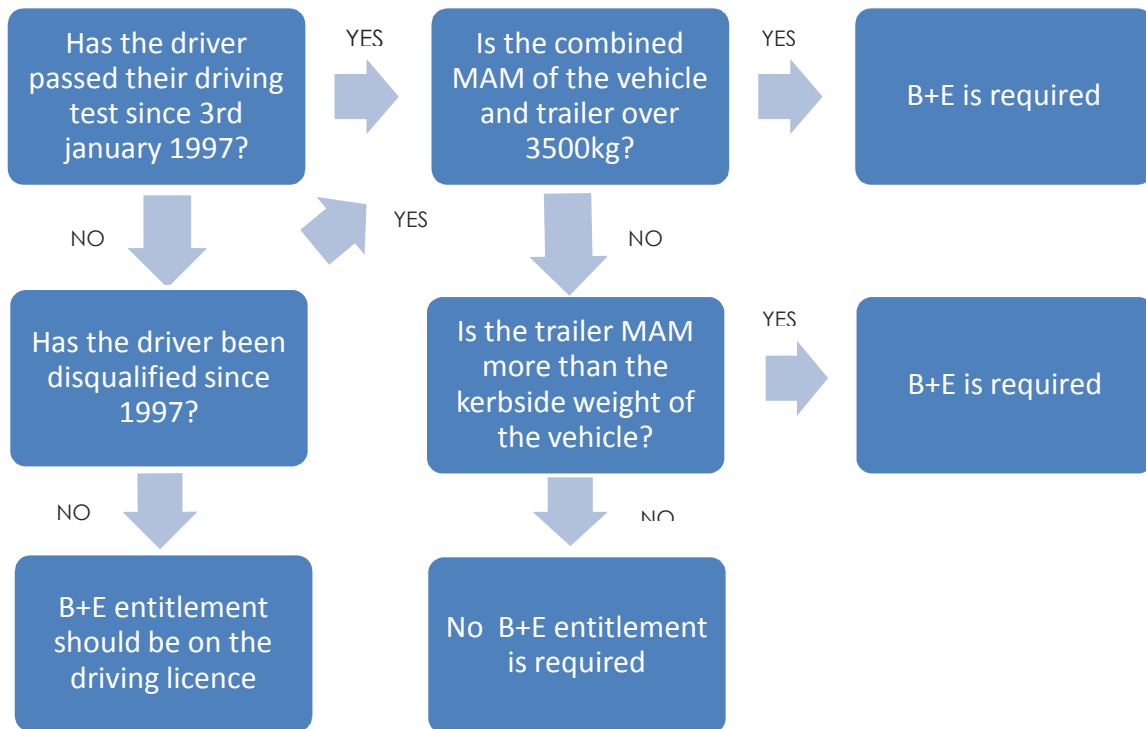 Has the driver
passed their driving
test since 3rd
january 1997?
YES
Is the combined
MAM of the vehicle
and trailer over
3500kg?
YES
B+E is required
NO
YES
NO
Has the driver been
disqualified since
1997?
Is the trailer MAM
more than the
kerbside weight of
the vehicle?
YES
B+E is required
NO
NO
B+E entitlement
should be on the
driving licence
No B+E entitlement
is required